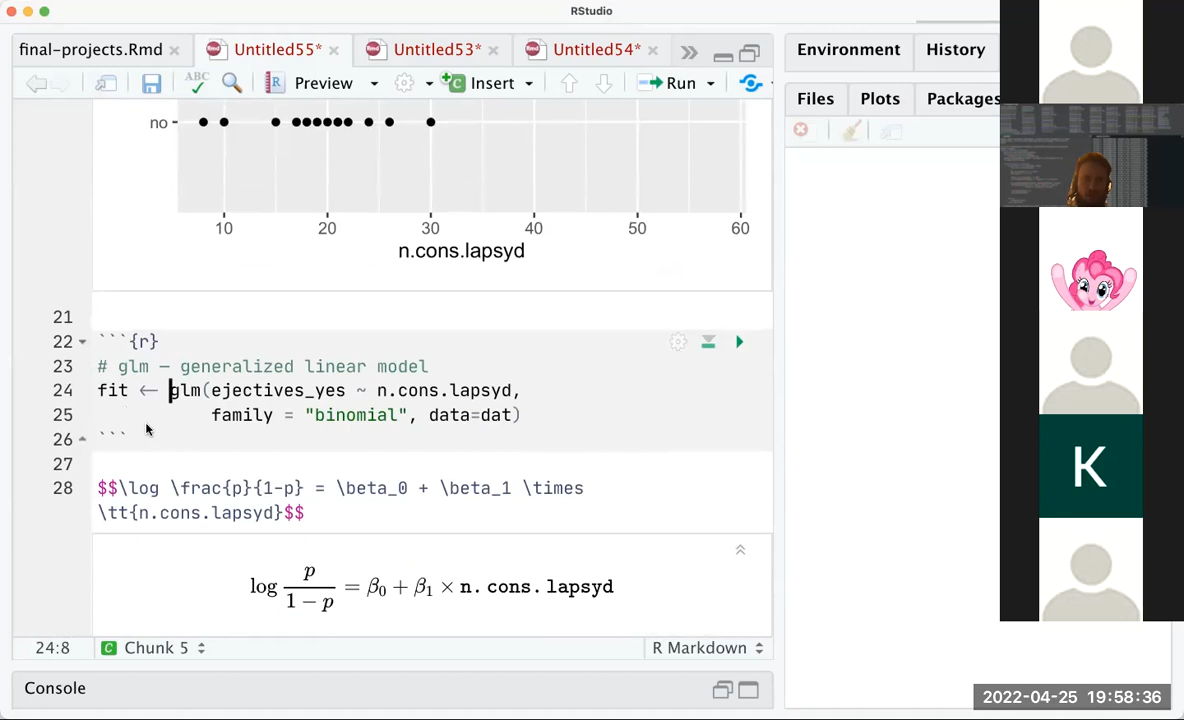 RStudio
final-projects.Rmd × Untitled55* × Untitled53* × Untitled54* × »
Environment History
ABC Preview Insert Run
Files Plots Packages
no
10 20 30 40 50 60
n.cons.lapsyd
21
22 ```{r}
23 # glm – generalized linear model
24 fit ← glm(ejectives_yes ~ n.cons.lapsyd,
25 family = "binomial", data=dat)
26 ```
27
28 $$\log \frac{p}{1-p} = \beta_0 + \beta_1 \times
\tt{n.cons.lapsyd}$$
log p/1 − p = β₀ + β₁ × n. cons. lapsyd
24:8 C Chunk 5 R Markdown
Console
K
2022-04-25 19:58:36